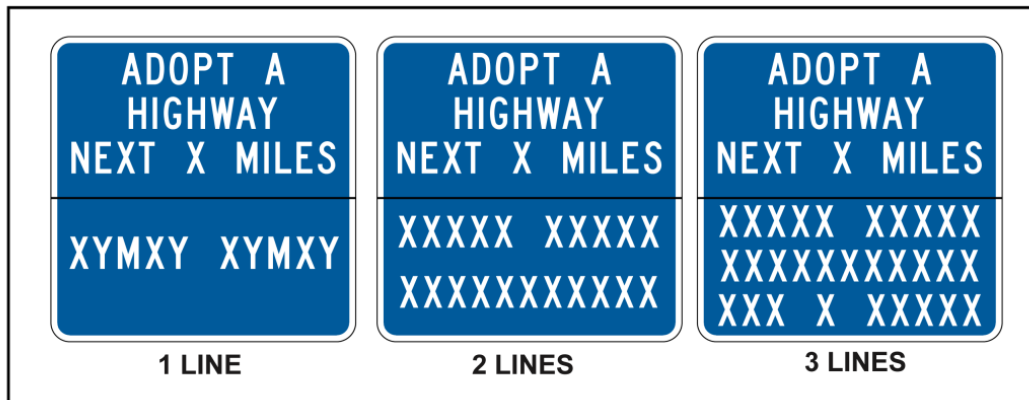 ADOPT A
HIGHWAY
NEXT X MILES
XYMXY XYMXY
1 LINE
ADOPT A
HIGHWAY
NEXT X MILES
XXXXX XXXXX
XXXXXXXXXXX
2 LINES
ADOPT A
HIGHWAY
NEXT X MILES
XXXXX XXXXX
XXXXXXXXXXX
XXX X XXXXX
3 LINES